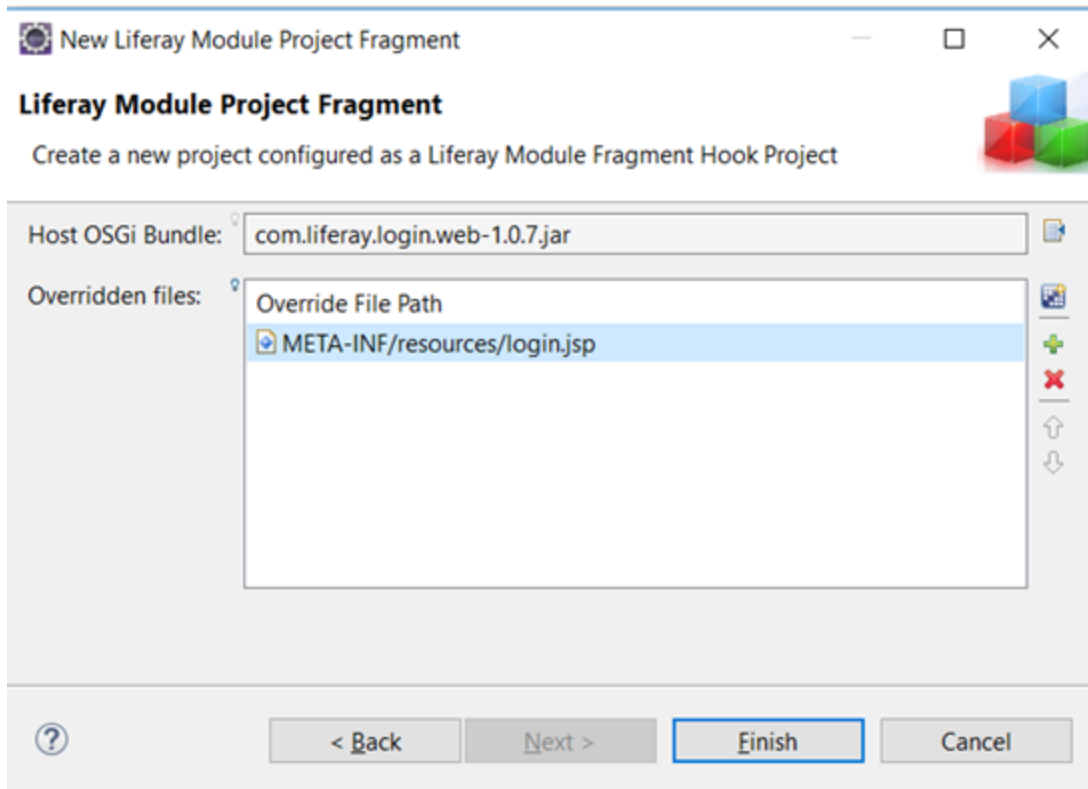 New Liferay Module Project Fragment
Liferay Module Project Fragment
Create a new project configured as a Liferay Module Fragment Hook Project
Host OSGi Bundle: com.liferay.login.web-1.0.7.jar
Overridden files:
Override File Path
META-INF/resources/login.jsp
?
< Back Next > Finish Cancel